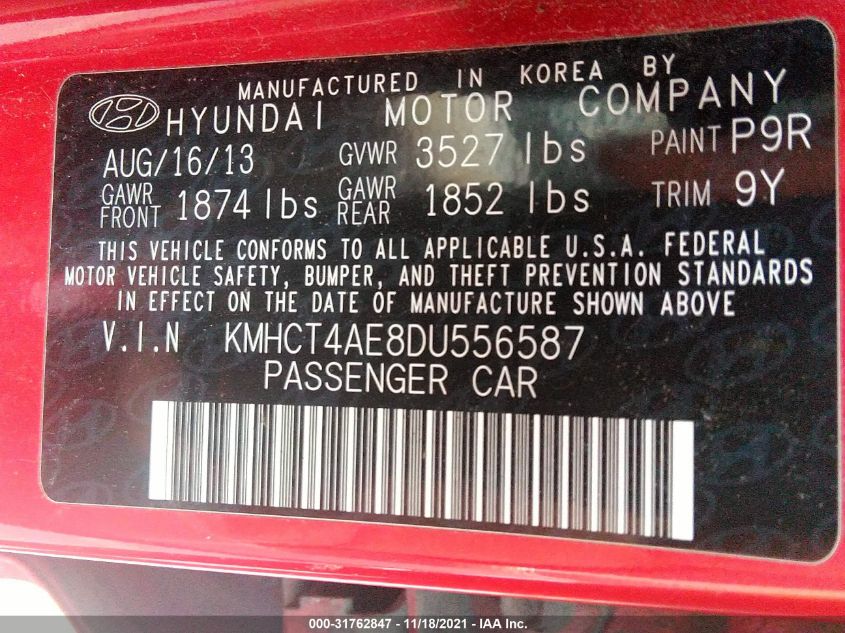 MANUFACTURED IN KOREA BY
HYUNDAI MOTOR COMPANY
AUG/16/13 GVWR 3527 lbs PAINT P9R
GAWR FRONT 1874 lbs GAWR REAR 1852 lbs TRIM 9Y
THIS VEHICLE CONFORMS TO ALL APPLICABLE U.S.A. FEDERAL
MOTOR VEHICLE SAFETY, BUMPER, AND THEFT PREVENTION STANDARDS
IN EFFECT ON THE DATE OF MANUFACTURE SHOWN ABOVE
V.I.N KMHCT4AE8DU556587
PASSENGER CAR
000-31762847 - 11/18/2021 - IAA Inc.